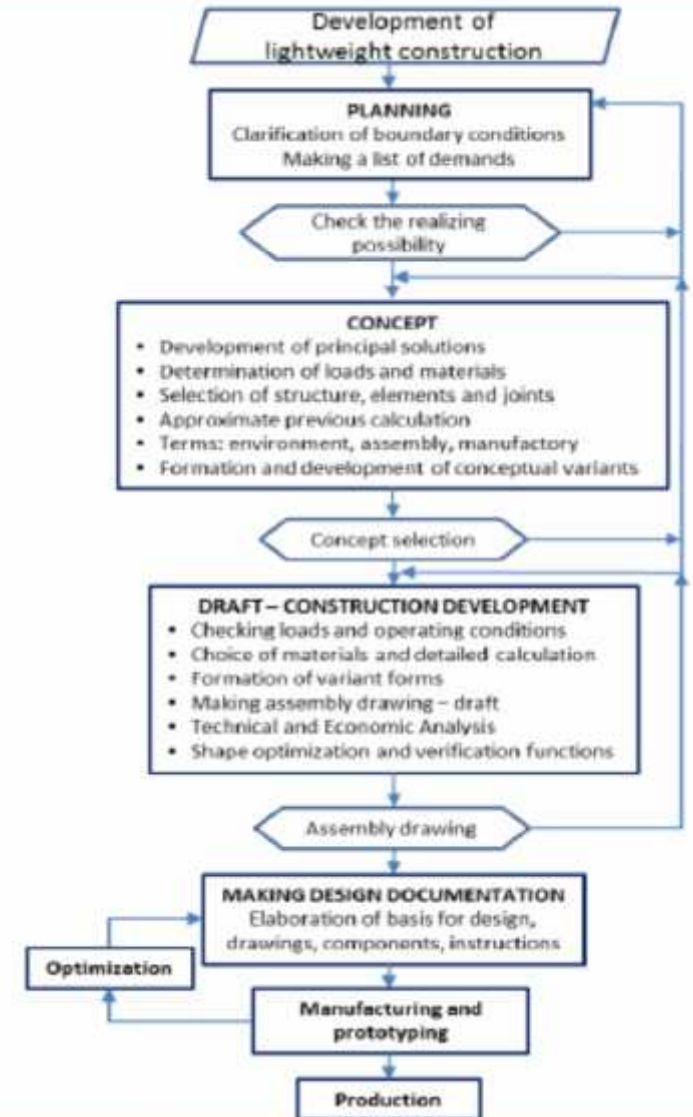 Development of
lightweight construction
PLANNING
Clarification of boundary conditions
Making a list of demands
Check the realizing
possibility
CONCEPT
• Development of principal solutions
• Determination of loads and materials
• Selection of structure, elements and joints
• Approximate previous calculation
• Terms: environment, assembly, manufactory
• Formation and development of conceptual variants
Concept selection
DRAFT – CONSTRUCTION DEVELOPMENT
• Checking loads and operating conditions
• Choice of materials and detailed calculation
• Formation of variant forms
• Making assembly drawing – draft
• Technical and Economic Analysis
• Shape optimization and verification functions
Assembly drawing
MAKING DESIGN DOCUMENTATION
Elaboration of basis for design,
drawings, components, instructions
Optimization
Manufacturing and
prototyping
Production